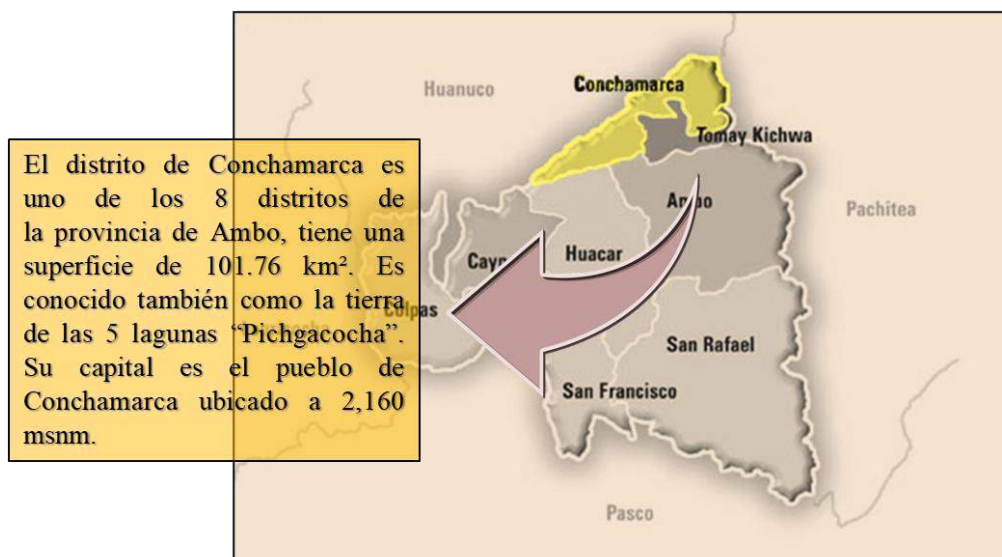 El distrito de Conchamarca es
uno de los 8 distritos de
la provincia de Ambo, tiene una
superficie de 101.76 km². Es
conocido también como la tierra
de las 5 lagunas “Pichgacocha”.
Su capital es el pueblo de
Conchamarca ubicado a 2,160
msnm.
Huanuco
Conchamarca
Tomay Kichwa
Ambo
Pachitea
Huacar
Colpas
San Rafael
San Francisco
Pasco